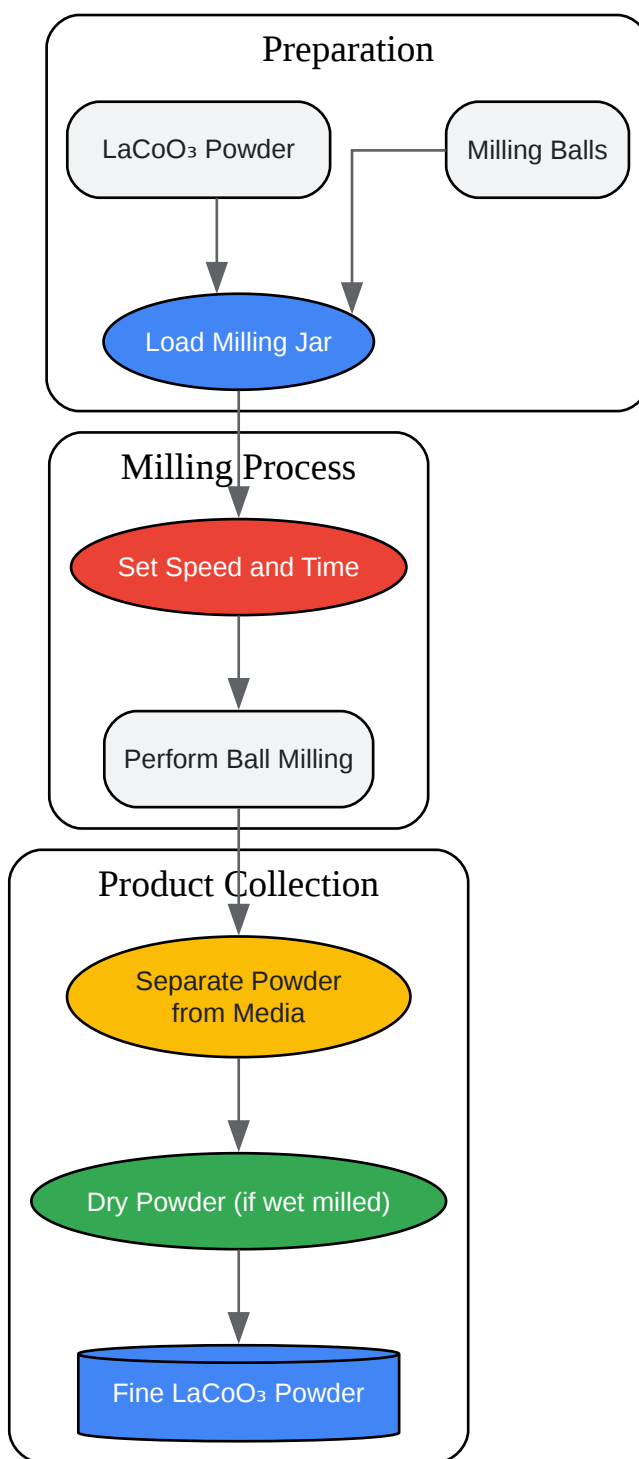 Preparation
LaCoO₃ Powder
Milling Balls
Load Milling Jar
Milling Process
Set Speed and Time
Perform Ball Milling
Product Collection
Separate Powder
from Media
Dry Powder (if wet milled)
Fine LaCoO₃ Powder